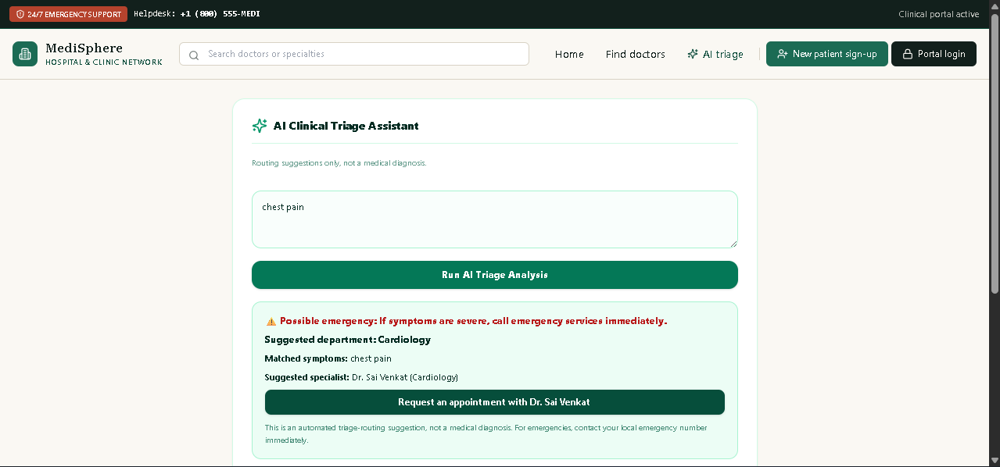 24/7 EMERGENCY SUPPORT Helpdesk: +1 (800) 555-MEDI Clinical portal active
MediSphere
HOSPITAL & CLINIC NETWORK
Search doctors or specialties
Home Find doctors AI triage New patient sign-up Portal login
AI Clinical Triage Assistant
Routing suggestions only, not a medical diagnosis.
chest pain
Run AI Triage Analysis
⚠ Possible emergency: If symptoms are severe, call emergency services immediately.
Suggested department: Cardiology
Matched symptoms: chest pain
Suggested specialist: Dr. Sai Venkat (Cardiology)
Request an appointment with Dr. Sai Venkat
This is an automated triage-routing suggestion, not a medical diagnosis. For emergencies, contact your local emergency number
immediately.